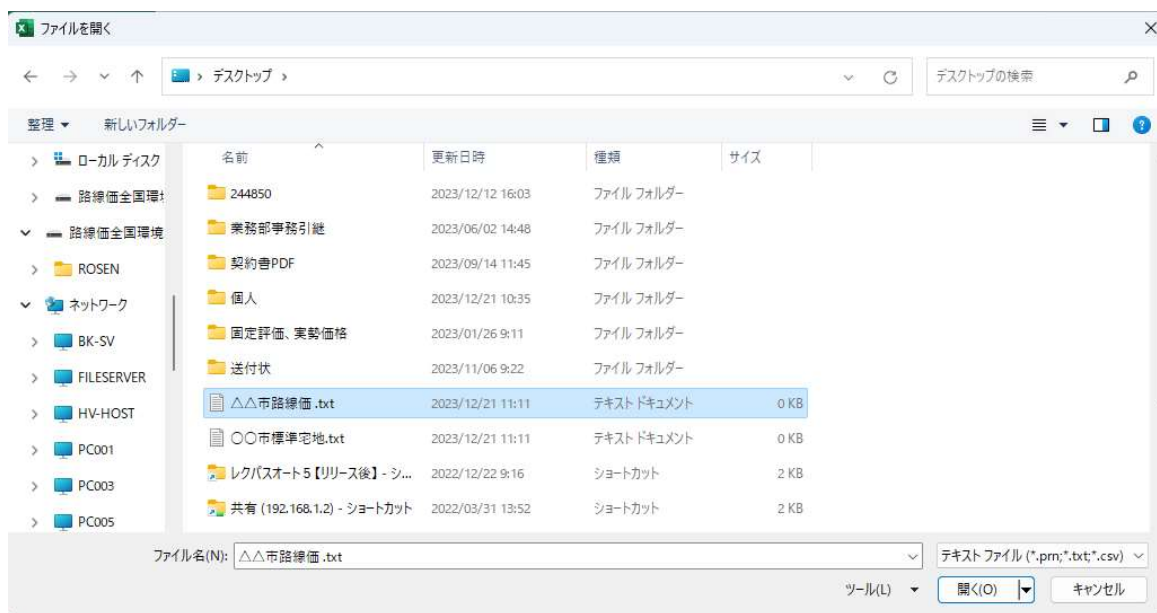 ファイルを開く
デスクトップ
デスクトップの検索
整理 新しいフォルダー
名前 更新日時 種類 サイズ
ローカル ディスク
路線価全国環境
路線価全国環境
ROSEN
ネットワーク
BK-SV
FILESERVER
HV-HOST
PC001
PC003
PC005
244850 2023/12/12 16:03 ファイル フォルダー
業務部事務引継 2023/06/02 14:48 ファイル フォルダー
契約書PDF 2023/09/14 11:45 ファイル フォルダー
個人 2023/12/21 10:35 ファイル フォルダー
固定評価、実勢価格 2023/01/26 9:11 ファイル フォルダー
送付状 2023/11/06 9:22 ファイル フォルダー
△△市路線価.txt 2023/12/21 11:11 テキスト ドキュメント 0 KB
〇〇市標準宅地.txt 2023/12/21 11:11 テキスト ドキュメント 0 KB
レクパスオート5【リリース後】- シ... 2022/12/22 9:16 ショートカット 2 KB
共有 (192.168.1.2) - ショートカット 2022/03/31 13:52 ショートカット 2 KB
ファイル名(N): △△市路線価.txt
テキスト ファイル (*.prn;*.txt;*.csv)
ツール(L) 開く(O) キャンセル